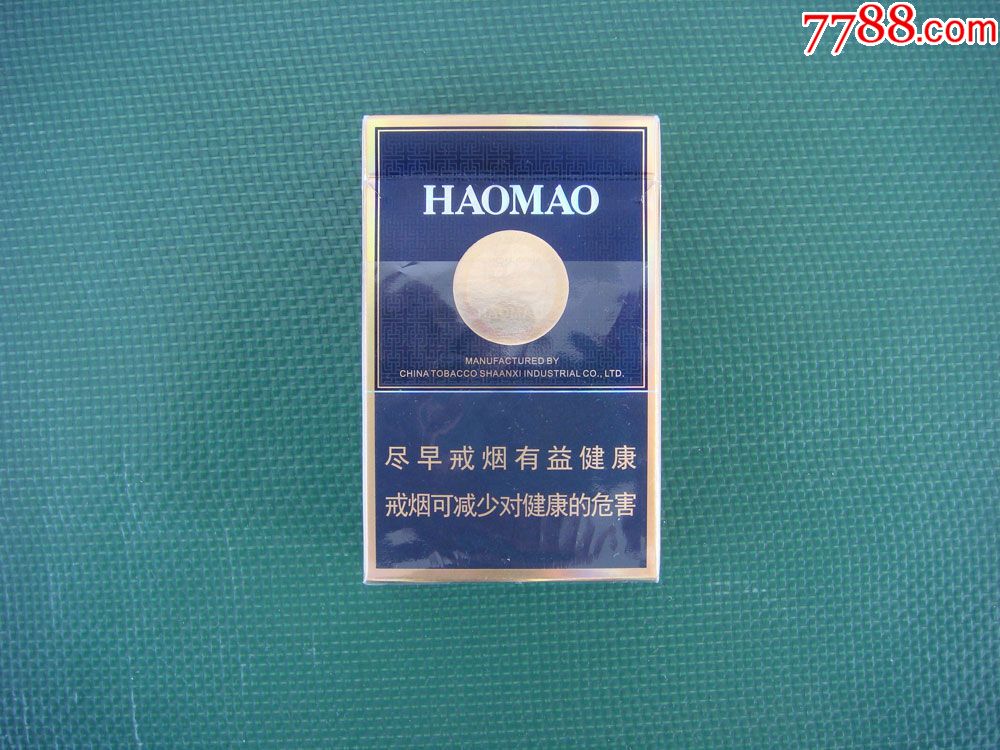 7788.com
HAOMAO
HAOMAO
MANUFACTURED BY
CHINA TOBACCO SHAANXI INDUSTRIAL CO., LTD.
尽早戒烟有益健康
戒烟可减少对健康的危害